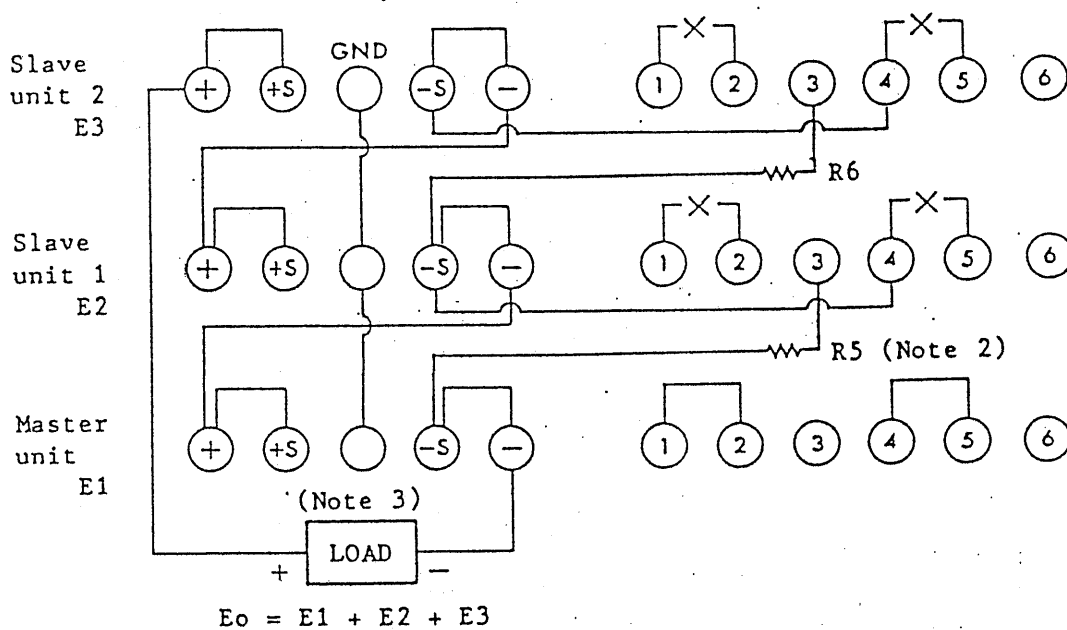 GND
Slave
unit 2
E3
+ +S -S − 1 2 3 4 5 6
R6
Slave
unit 1
E2
+ +S -S − 1 2 3 4 5 6
R5 (Note 2)
Master
unit
E1
+ +S -S − 1 2 3 4 5 6
(Note 3)
+ LOAD −
Eo = E1 + E2 + E3